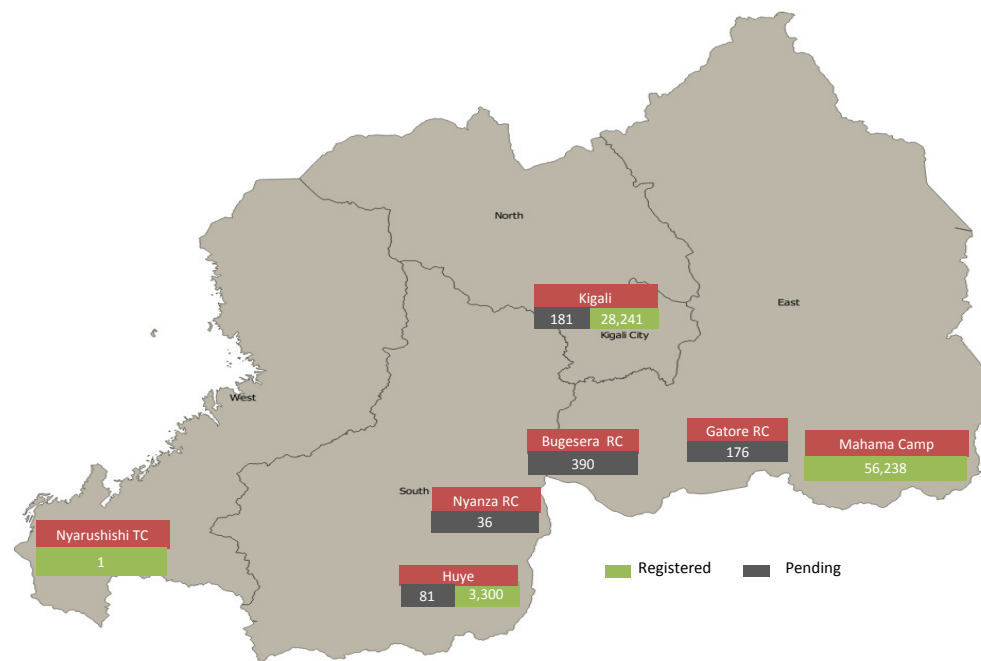 North
Kigali
181 28,241
Kigali City
East
West
Bugesera RC
390
Gatore RC
176
Mahama Camp
56,238
South
Nyanza RC
36
Nyarushishi TC
1
Huye
81 3,300
Registered Pending